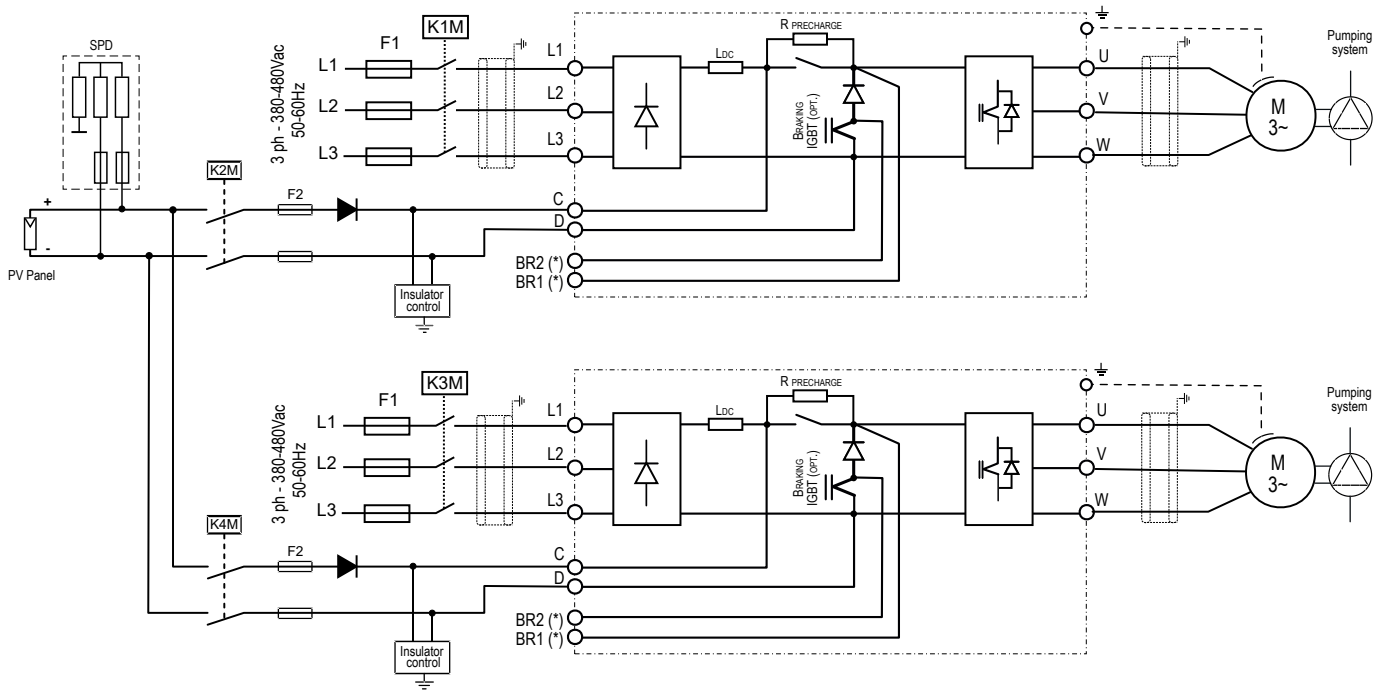 SPD
PV Panel
+
-
3 ph - 380-480Vac
50-60Hz
F1
K1M
L1
L2
L3
L1
L2
L3
K2M
F2
C
D
BR2 (*)
BR1 (*)
Insulator
control
R PRECHARGE
LDC
BRAKING
IGBT (OPT.)
U
V
W
M
3~
Pumping
system
3 ph - 380-480Vac
50-60Hz
F1
K3M
L1
L2
L3
L1
L2
L3
K4M
F2
C
D
BR2 (*)
BR1 (*)
Insulator
control
R PRECHARGE
LDC
BRAKING
IGBT (OPT.)
U
V
W
M
3~
Pumping
system